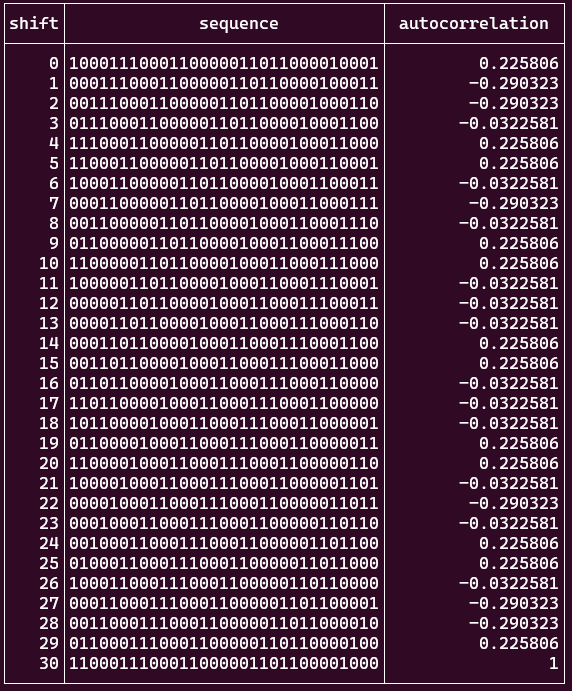 shift sequence autocorrelation
0 1000111000110000011011000010001 0.225806
1 0001110001100000110110000100011 −0.290323
2 0011100011000001101100001000110 −0.290323
3 0111000110000011011000010001100 −0.0322581
4 1110001100000110110000100011000 0.225806
5 1100011000001101100001000110001 0.225806
6 1000110000011011000010001100011 −0.0322581
7 0001100000110110000100011000111 −0.290323
8 0011000001101100001000110001110 −0.0322581
9 0110000011011000010001100011100 0.225806
10 1100000110110000100011000111000 0.225806
11 1000001101100001000110001110001 −0.0322581
12 0000011011000010001100011100011 −0.0322581
13 0000110110000100011000111000110 −0.0322581
14 0001101100001000110001110001100 0.225806
15 0011011000010001100011100011000 0.225806
16 0110110000100011000111000110000 −0.0322581
17 1101100001000110001110001100000 −0.0322581
18 1011000010001100011100011000001 −0.0322581
19 0110000100011000111000110000011 0.225806
20 1100001000110001110001100000110 0.225806
21 1000010001100011100011000001101 −0.0322581
22 0000100011000111000110000011011 −0.290323
23 0001000110001110001100000110110 −0.0322581
24 0010001100011100011000001101100 0.225806
25 0100011000111000110000011011000 0.225806
26 1000110001110001100000110110000 −0.0322581
27 0001100011100011000001101100001 −0.290323
28 0011000111000110000011011000010 −0.290323
29 0110001110001100000110110000100 0.225806
30 1100011100011000001101100001000 1